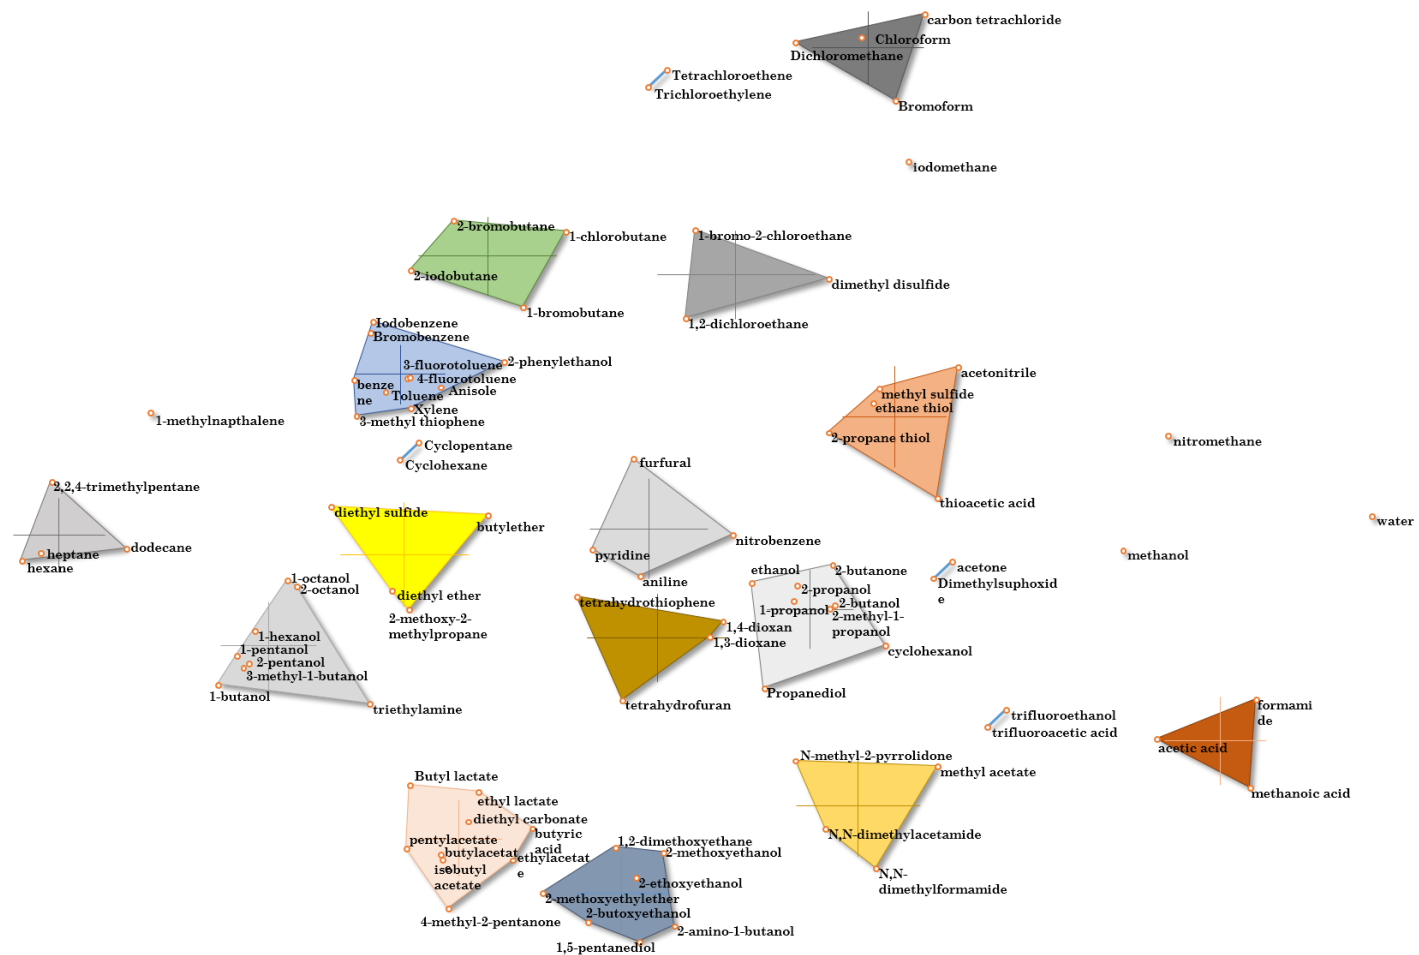 carbon tetrachloride
Chloroform
Dichloromethane
Tetrachloroethene
Trichloroethylene
Bromoform
iodomethane
2-bromobutane
1-chlorobutane
1-bromo-2-chloroethane
2-iodobutane
dimethyl disulfide
1-bromobutane
1,2-dichloroethane
Iodobenzene
Bromobenzene
3-fluorotoluene
2-phenylethanol
4-fluorotoluene
benze
ne
Toluene
Anisole
Xylene
3-methyl thiophene
acetonitrile
methyl sulfide
ethane thiol
2-propane thiol
1-methylnapthalene
nitromethane
Cyclopentane
Cyclohexane
furfural
2,2,4-trimethylpentane
thioacetic acid
diethyl sulfide
butylether
water
nitrobenzene
dodecane
heptane
hexane
pyridine
methanol
aniline
ethanol
2-butanone
acetone
Dimethylsuphoxid
e
1-octanol
2-octanol
diethyl ether
2-propanol
tetrahydrothiophene
1-propanol
2-butanol
2-methyl-1-
propanol
2-methoxy-2-
methylpropane
1,4-dioxan
1,3-dioxane
1-hexanol
1-pentanol
2-pentanol
3-methyl-1-butanol
cyclohexanol
1-butanol
triethylamine
tetrahydrofuran
Propanediol
formami
de
trifluoroethanol
trifluoroacetic acid
acetic acid
methanoic acid
N-methyl-2-pyrrolidone
methyl acetate
Butyl lactate
ethyl lactate
diethyl carbonate
butyric
acid
pentylacetate
butylacetat
e
isobutyl
acetate
ethylacetat
e
1,2-dimethoxyethane
2-methoxyethanol
N,N-dimethylacetamide
N,N-
dimethylformamide
2-ethoxyethanol
2-methoxyethylether
2-butoxyethanol
4-methyl-2-pentanone
2-amino-1-butanol
1,5-pentanediol